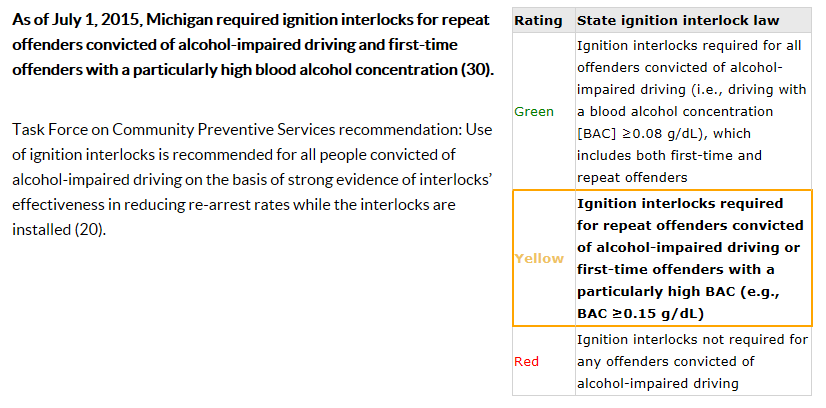 As of July 1, 2015, Michigan required ignition interlocks for repeat
offenders convicted of alcohol-impaired driving and first-time
offenders with a particularly high blood alcohol concentration (30).
Task Force on Community Preventive Services recommendation: Use
of ignition interlocks is recommended for all people convicted of
alcohol-impaired driving on the basis of strong evidence of interlocks’
effectiveness in reducing re-arrest rates while the interlocks are
installed (20).
Rating State ignition interlock law
Ignition interlocks required for all
offenders convicted of alcohol-
impaired driving (i.e., driving with
Green a blood alcohol concentration
[BAC] ≥0.08 g/dL), which
includes both first-time and
repeat offenders
Ignition interlocks required
for repeat offenders convicted
of alcohol-impaired driving or
Yellow first-time offenders with a
particularly high BAC (e.g.,
BAC ≥0.15 g/dL)
Ignition interlocks not required for
Red any offenders convicted of
alcohol-impaired driving